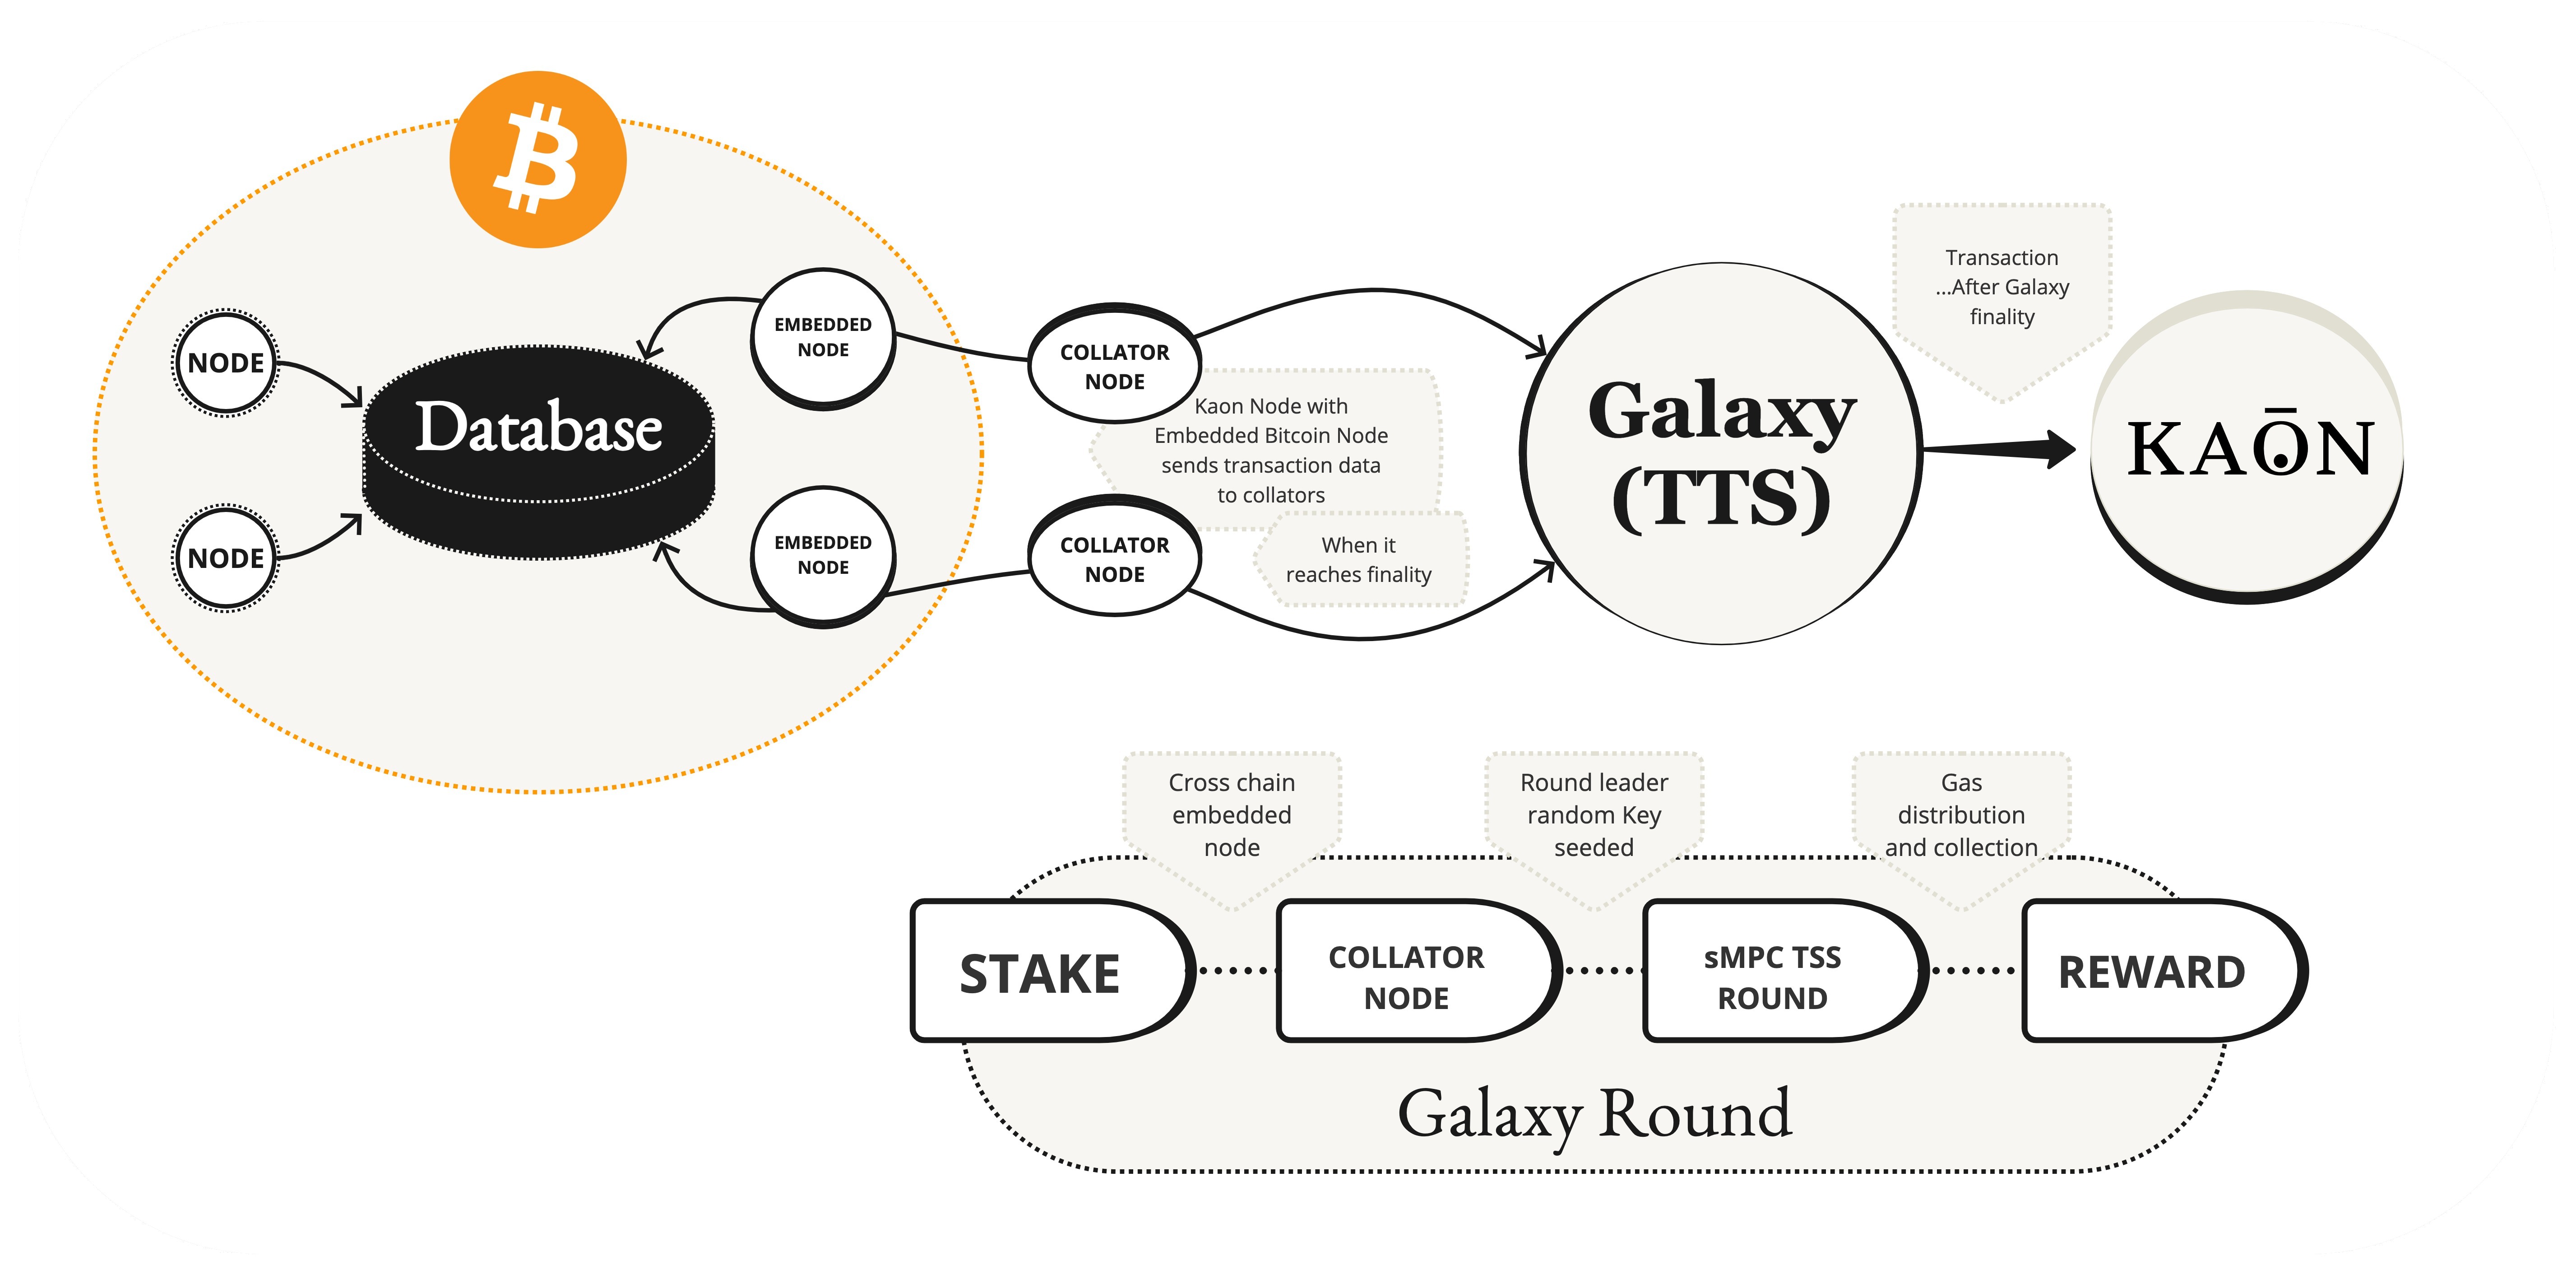 NODE
NODE
Database
EMBEDDED
NODE
EMBEDDED
NODE
COLLATOR
NODE
Kaon Node with
Embedded Bitcoin Node
sends transaction data
to collators
COLLATOR
NODE
When it
reaches finality
Galaxy
(TTS)
Transaction
...After Galaxy
finality
KAŌN
Cross chain
embedded
node
Round leader
random Key
seeded
Gas
distribution
and collection
STAKE
COLLATOR
NODE
sMPC TSS
ROUND
REWARD
Galaxy Round